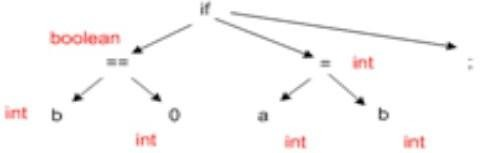 if
boolean
== = int ;
int b 0 a b
int int int